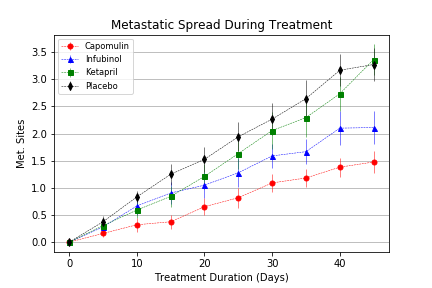 Metastatic Spread During Treatment
Capomulin
Infubinol
Ketapril
Placebo
Met. Sites
3.5
3.0
2.5
2.0
1.5
1.0
0.5
0.0
0 10 20 30 40
Treatment Duration (Days)